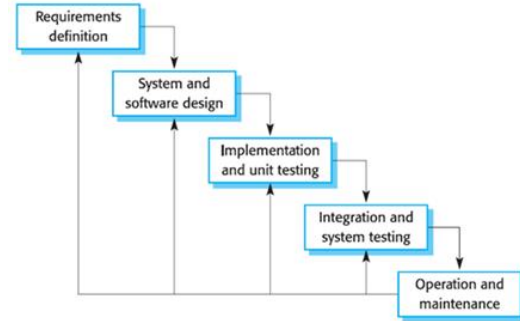 Requirements
definition
System and
software design
Implementation
and unit testing
Integration and
system testing
Operation and
maintenance